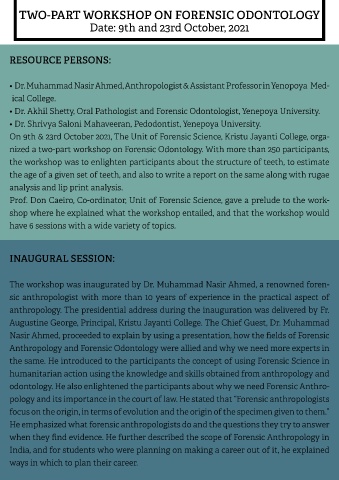 TWO-PART WORKSHOP ON FORENSIC ODONTOLOGY
Date: 9th and 23rd October, 2021
RESOURCE PERSONS:
• Dr. Muhammad Nasir Ahmed, Anthropologist & Assistant Professor in Yenopoya Med-
ical College.
• Dr. Akhil Shetty, Oral Pathologist and Forensic Odontologist, Yenepoya University.
• Dr. Shrivya Saloni Mahaveeran, Pedodontist, Yenepoya University.
On 9th & 23rd October 2021, The Unit of Forensic Science, Kristu Jayanti College, orga-
nized a two-part workshop on Forensic Odontology. With more than 250 participants,
the workshop was to enlighten participants about the structure of teeth, to estimate
the age of a given set of teeth, and also to write a report on the same along with rugae
analysis and lip print analysis.
Prof. Don Caeiro, Co-ordinator, Unit of Forensic Science, gave a prelude to the work-
shop where he explained what the workshop entailed, and that the workshop would
have 6 sessions with a wide variety of topics.
INAUGURAL SESSION:
The workshop was inaugurated by Dr. Muhammad Nasir Ahmed, a renowned foren-
sic anthropologist with more than 10 years of experience in the practical aspect of
anthropology. The presidential address during the inauguration was delivered by Fr.
Augustine George, Principal, Kristu Jayanti College. The Chief Guest, Dr. Muhammad
Nasir Ahmed, proceeded to explain by using a presentation, how the fields of Forensic
Anthropology and Forensic Odontology were allied and why we need more experts in
the same. He introduced to the participants the concept of using Forensic Science in
humanitarian action using the knowledge and skills obtained from anthropology and
odontology. He also enlightened the participants about why we need Forensic Anthro-
pology and its importance in the court of law. He stated that "Forensic anthropologists
focus on the origin, in terms of evolution and the origin of the specimen given to them."
He emphasized what forensic anthropologists do and the questions they try to answer
when they find evidence. He further described the scope of Forensic Anthropology in
India, and for students who were planning on making a career out of it, he explained
ways in which to plan their career.